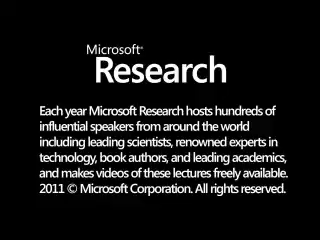 Microsoft®
Research
Each year Microsoft Research hosts hundreds of
influential speakers from around the world
including leading scientists, renowned experts in
technology, book authors, and leading academics,
and makes videos of these lectures freely available.
2011 © Microsoft Corporation. All rights reserved.